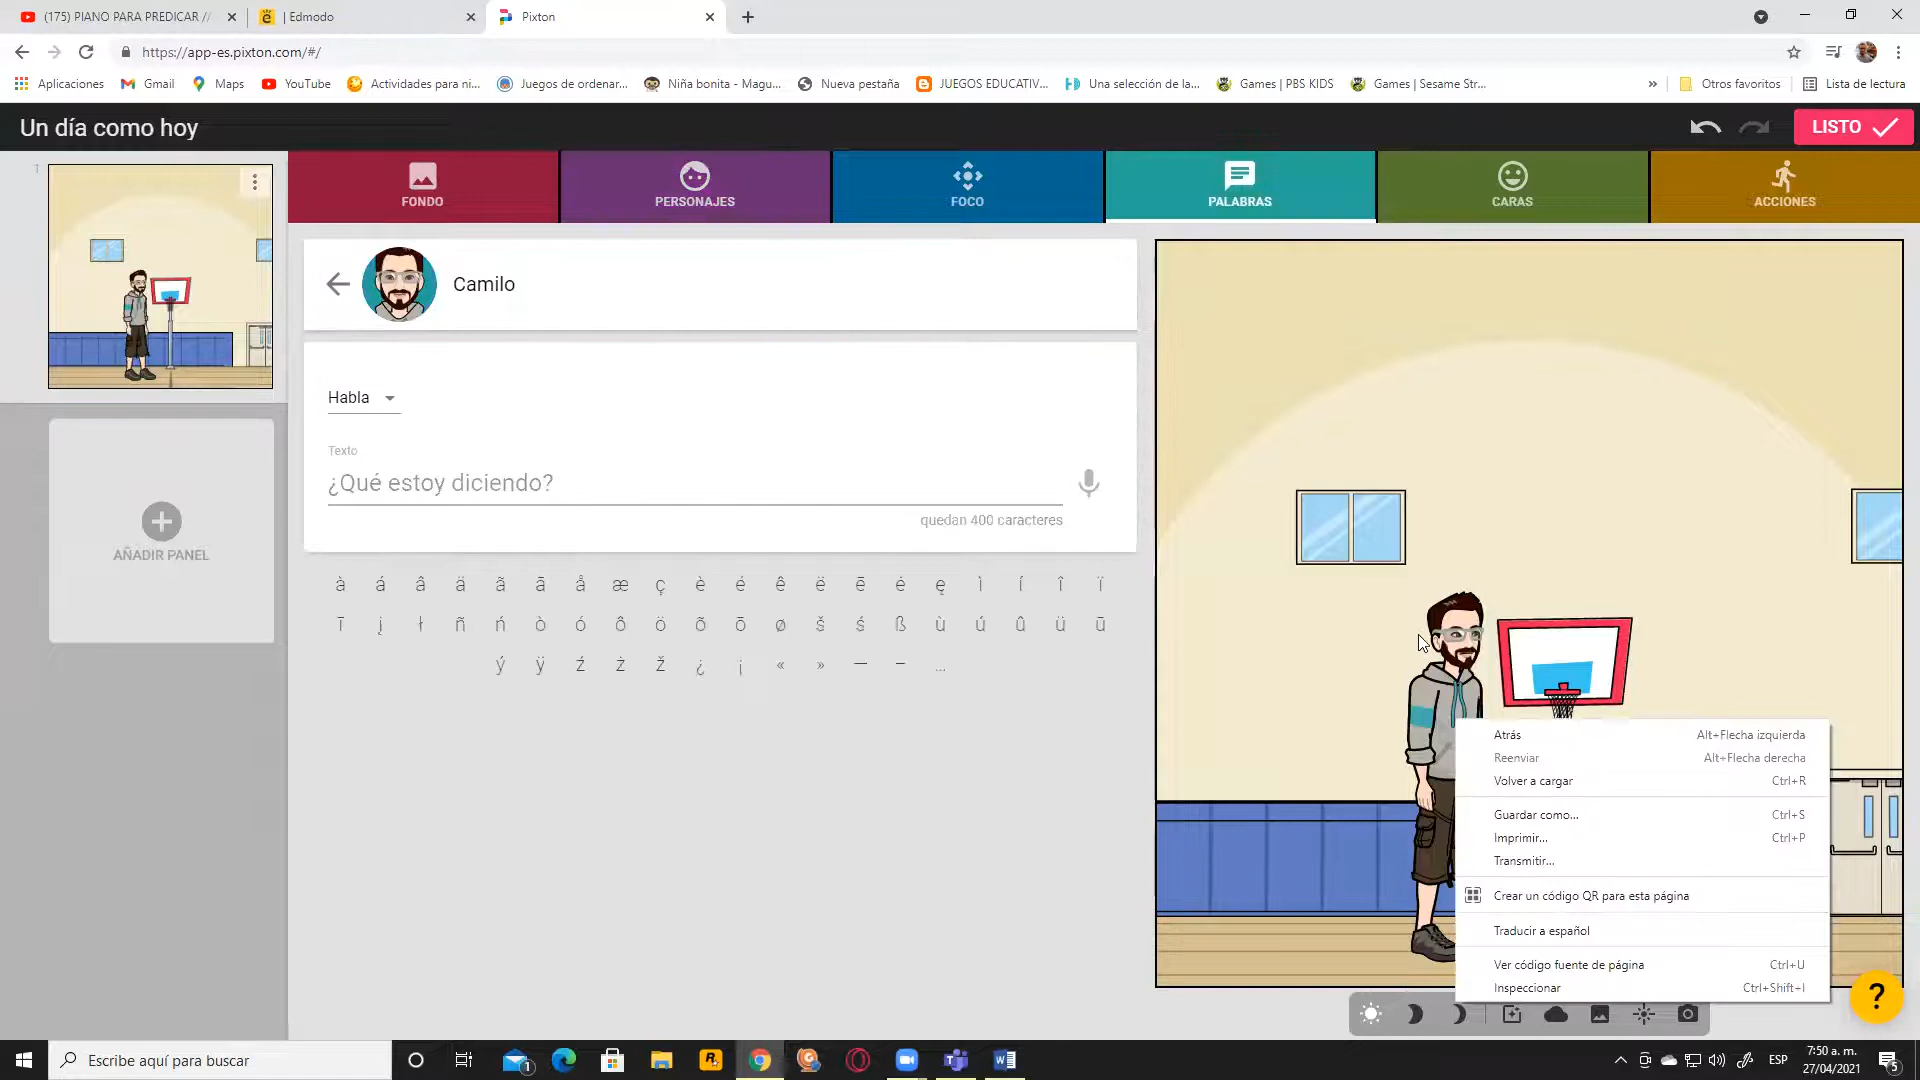 (175) PIANO PARA PREDICAR //
| Edmodo
Pixton
https://app-es.pixton.com/#/
Aplicaciones
Gmail
Maps
YouTube
Actividades para ni...
Juegos de ordenar...
Niña bonita - Magu...
Nueva pestaña
JUEGOS EDUCATIV...
Una selección de la...
Games | PBS KIDS
Games | Sesame Str...
»
Otros favoritos
Lista de lectura
Un día como hoy
LISTO
1
FONDO
PERSONAJES
FOCO
PALABRAS
CARAS
ACCIONES
Camilo
Habla
Texto
¿Qué estoy diciendo?
quedan 400 caracteres
AÑADIR PANEL
à á â ä ã ā å æ ç è é ê ë ē ė ę ì í î ï
ī į ł ñ ń ò ó ô ö õ ō ø š ś ß ù ú û ü ū
ý ÿ ź ż ž ¿ ¡ « » — – ...
Atrás Alt+Flecha izquierda
Reenviar Alt+Flecha derecha
Volver a cargar Ctrl+R
Guardar como... Ctrl+S
Imprimir... Ctrl+P
Transmitir...
Crear un código QR para esta página
Traducir a español
Ver código fuente de página Ctrl+U
Inspeccionar Ctrl+Shift+I
?
Escribe aquí para buscar
1
ESP
7:50 a. m.
27/04/2021
5